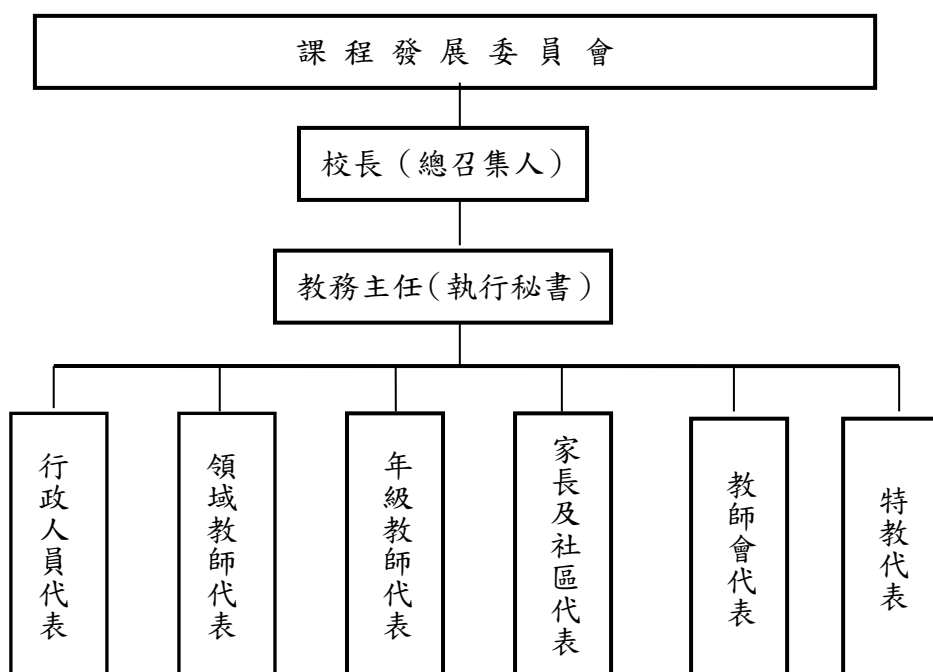 課程發展委員會
校長（總召集人）
教務主任（執行秘書）
行政人員代表
領域教師代表
年級教師代表
家長及社區代表
教師會代表
特教代表